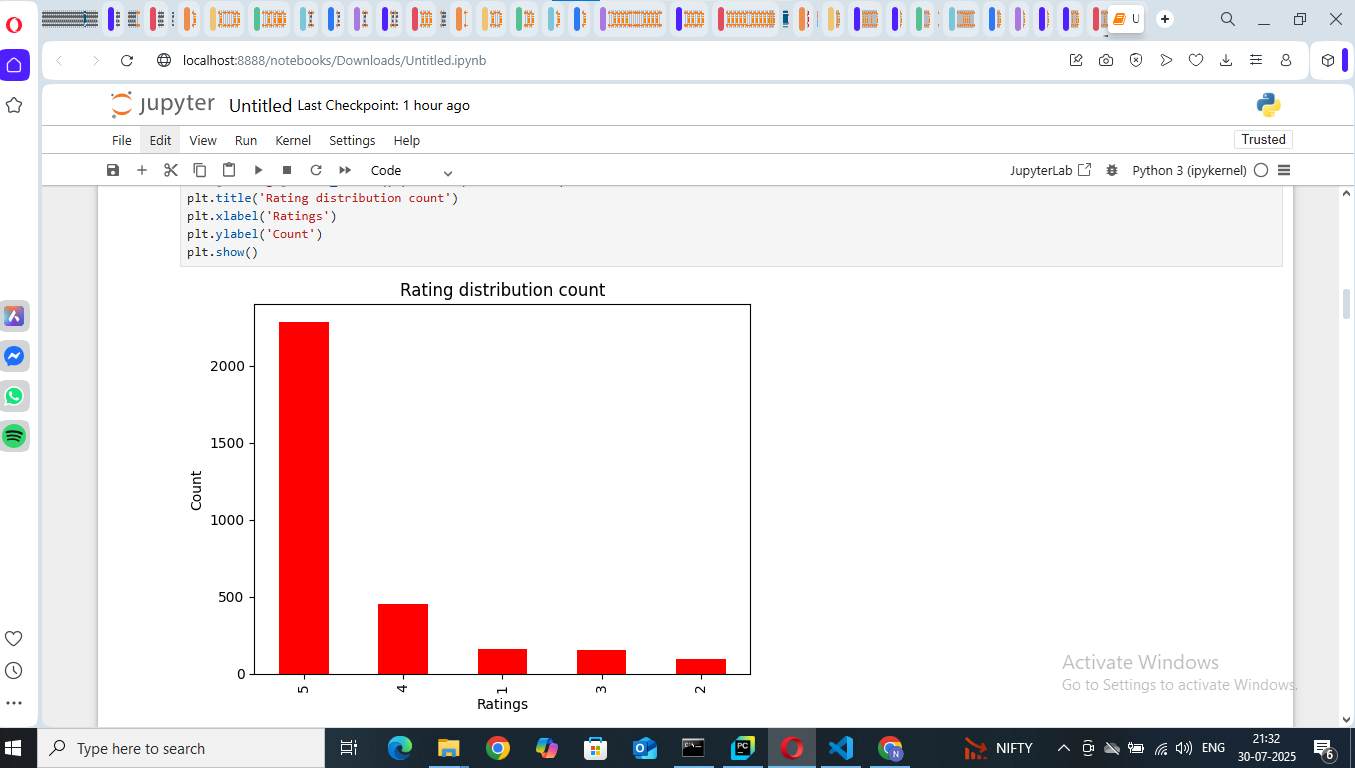 U
localhost:8888/notebooks/Downloads/Untitled.ipynb
jupyter Untitled Last Checkpoint: 1 hour ago
File Edit View Run Kernel Settings Help Trusted
Code JupyterLab Python 3 (ipykernel)
plt.title('Rating distribution count')
plt.xlabel('Ratings')
plt.ylabel('Count')
plt.show()
Rating distribution count
2000
1500
1000
500
0
Count
5 4 1 3 2
Ratings
Activate Windows
Go to Settings to activate Windows.
Type here to search
PC
N
NIFTY
ENG
21:32
30-07-2025
6